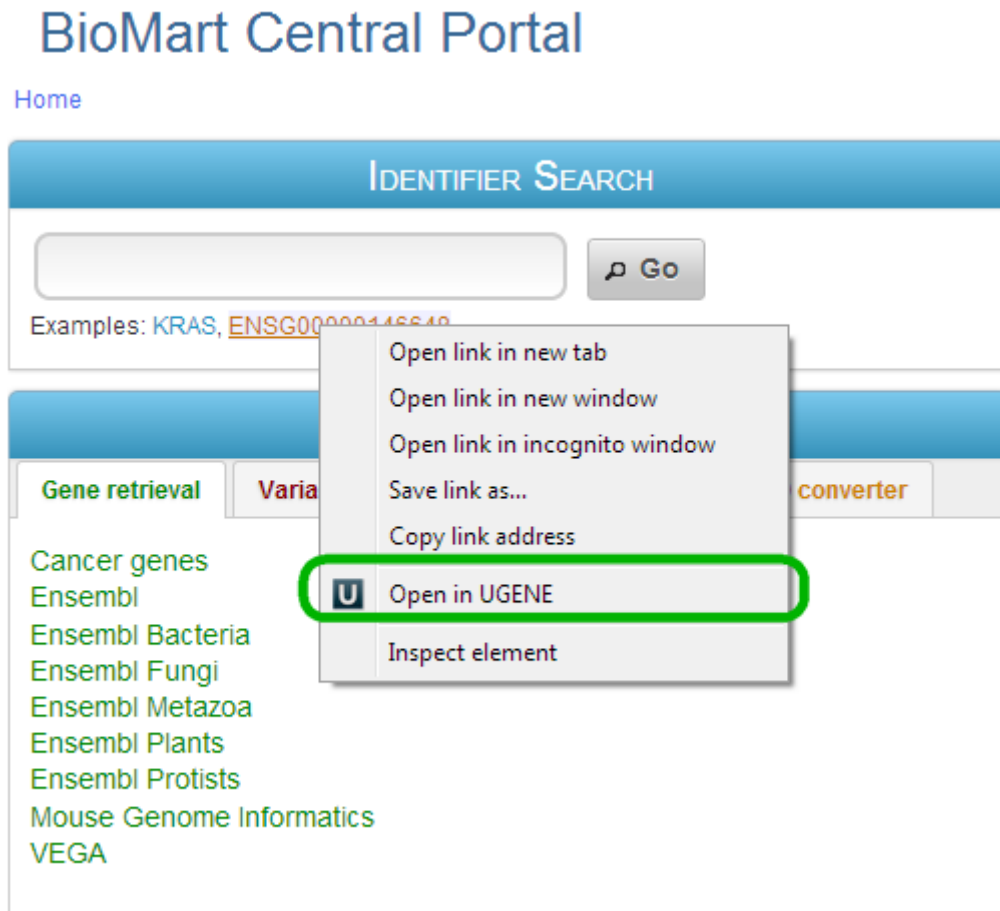 BioMart Central Portal
Home
IDENTIFIER SEARCH
Go
Examples: KRAS, ENSG00000146648
Open link in new tab
Open link in new window
Open link in incognito window
Save link as...
Copy link address
Open in UGENE
Inspect element
Gene retrieval
Varia
converter
Cancer genes
Ensembl
Ensembl Bacteria
Ensembl Fungi
Ensembl Metazoa
Ensembl Plants
Ensembl Protists
Mouse Genome Informatics
VEGA